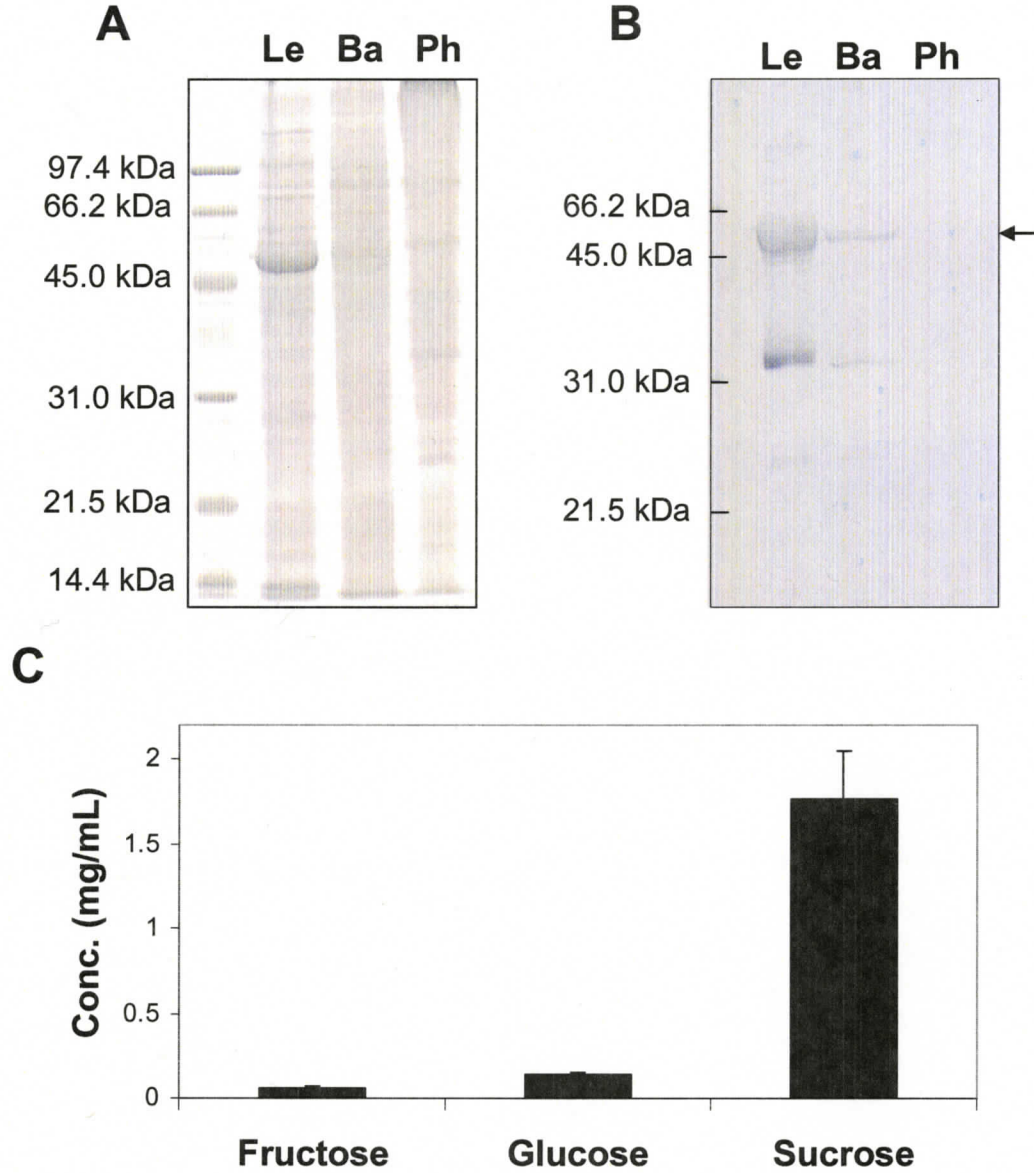 A
Le Ba Ph
97.4 kDa
66.2 kDa
45.0 kDa
31.0 kDa
21.5 kDa
14.4 kDa
B
Le Ba Ph
66.2 kDa
45.0 kDa
31.0 kDa
21.5 kDa
C
Conc. (mg/mL)
2
1.5
1
0.5
0
Fructose Glucose Sucrose